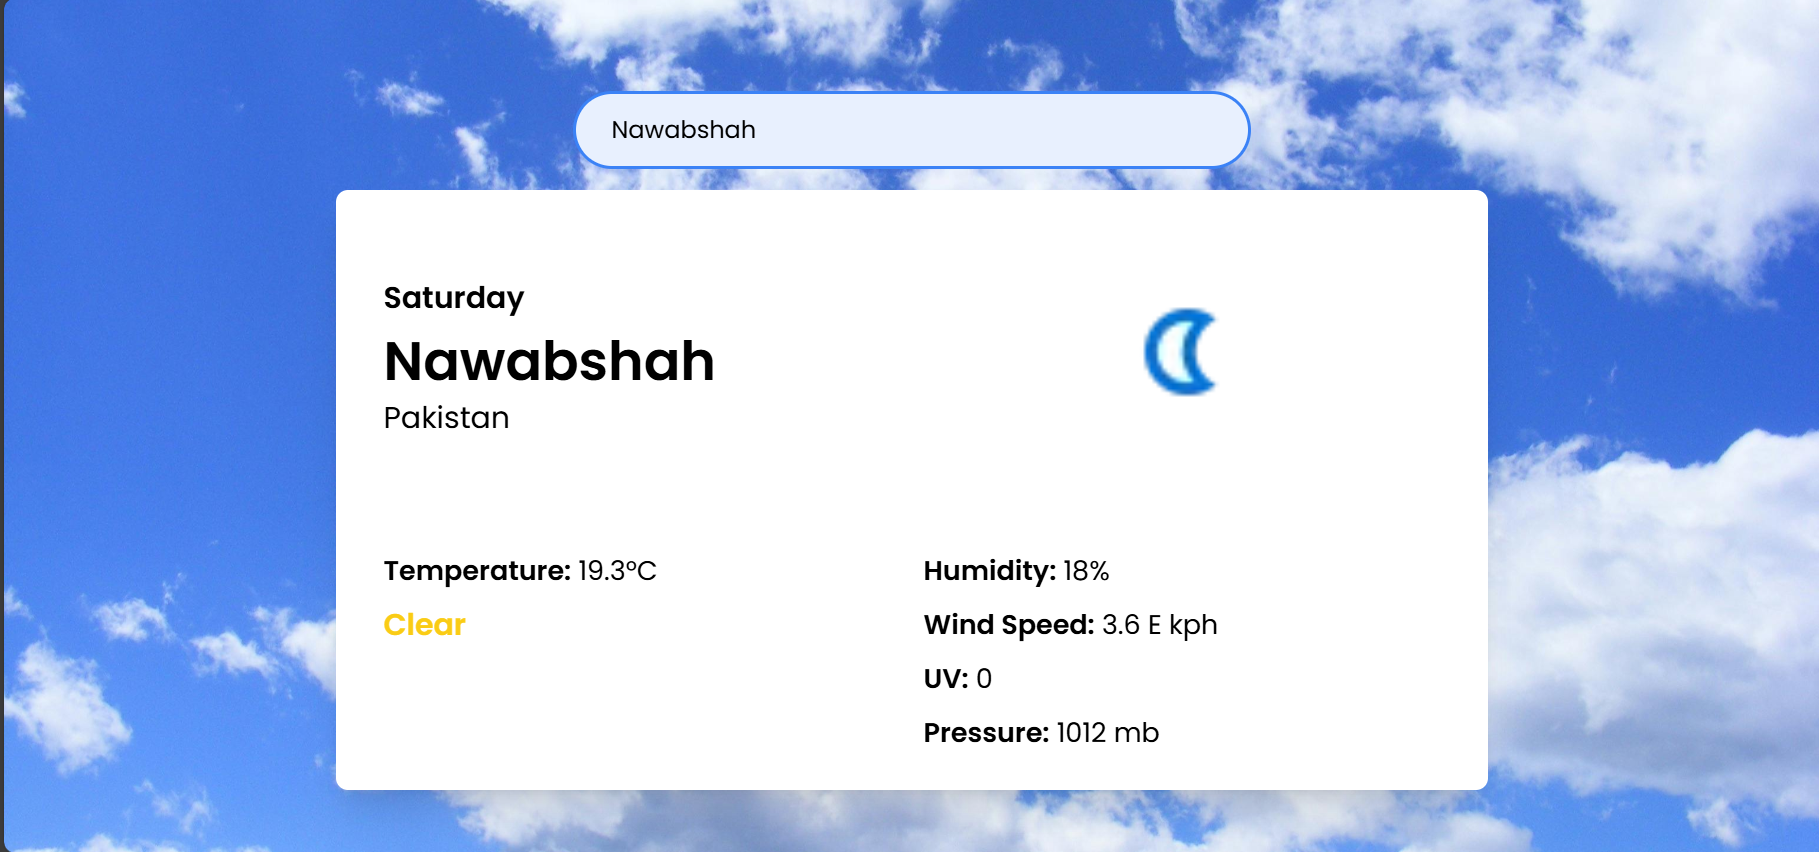 Nawabshah
Saturday
Nawabshah
Pakistan
Temperature: 19.3°C
Clear
Humidity: 18%
Wind Speed: 3.6 E kph
UV: 0
Pressure: 1012 mb